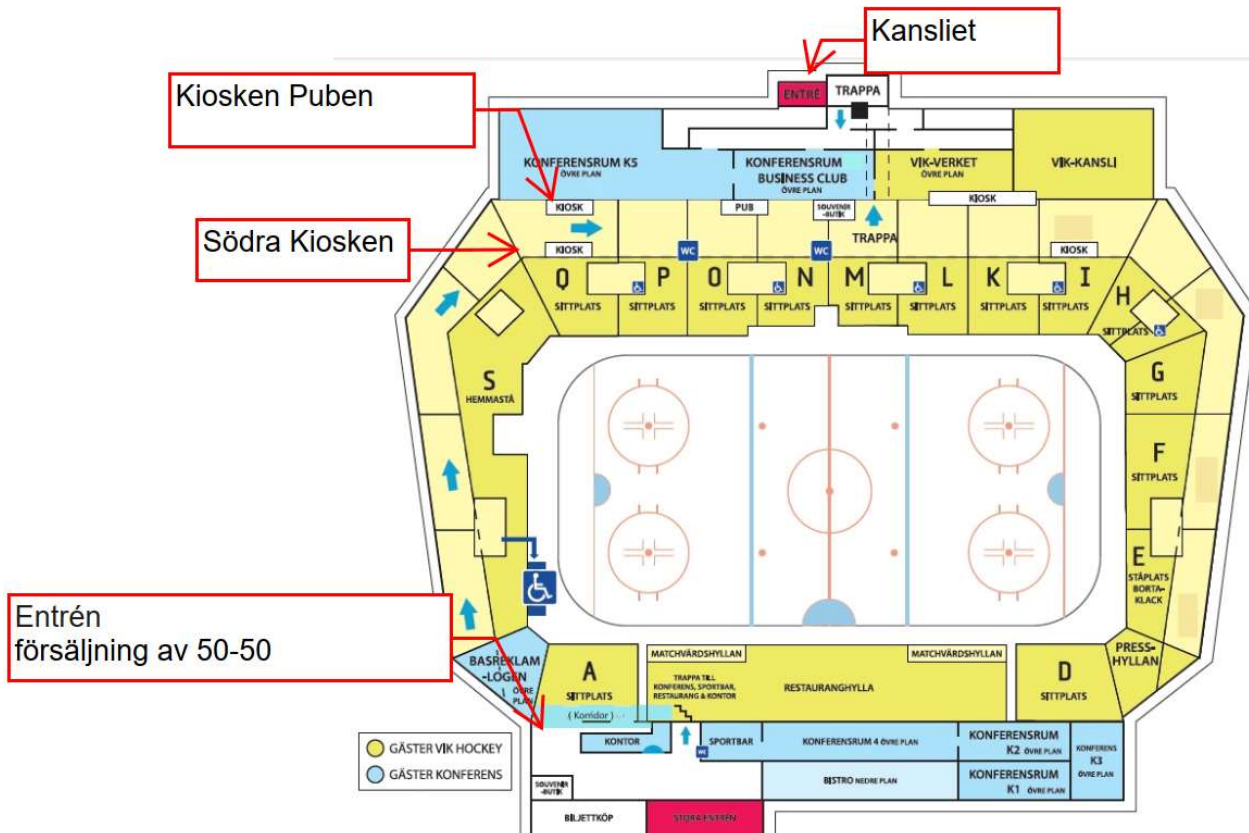 Kansliet
Kiosken Puben
ENTRÉ
TRAPPA
KONFERENSRUM K5
ÖVRE PLAN
KONFERENSRUM
BUSINESS CLUB
ÖVRE PLAN
VIK-VERKET
ÖVRE PLAN
VIK-KANSLI
KIOSK
PUB
SOUVENIR
-BUTIK
KIOSK
TRAPPA
Södra Kiosken
KIOSK
WC
WC
KIOSK
Q
P
O
N
M
L
K
I
H
SITTPLATS
SITTPLATS
SITTPLATS
SITTPLATS
SITTPLATS
SITTPLATS
SITTPLATS
SITTPLATS
SITTPLATS
S
HEMMASTÅ
G
SITTPLATS
F
SITTPLATS
E
STÅPLATS
BORTA-
KLACK
Entrén
försäljning av 50-50
BASREKLAM
-LOGEN
ÖVRE
PLAN
A
SITTPLATS
MATCHVÄRDSHYLLAN
MATCHVÄRDSHYLLAN
TRAPPA TILL
KONFERENS, SPORTBAR,
RESTAURANG & KONTOR
RESTAURANGHYLLA
D
SITTPLATS
PRESS-
HYLLAN
( Korridor )
KONTOR
WC
SPORTBAR
KONFERENSRUM 4 ÖVRE PLAN
KONFERENSRUM
K2 ÖVRE PLAN
KONFERENS
K3
ÖVRE PLAN
BISTRO NEDRE PLAN
KONFERENSRUM
K1 ÖVRE PLAN
GÄSTER VIK HOCKEY
GÄSTER KONFERENS
SOUVENIR
-BUTIK
BILJETTKÖP
STORA ENTRÉN